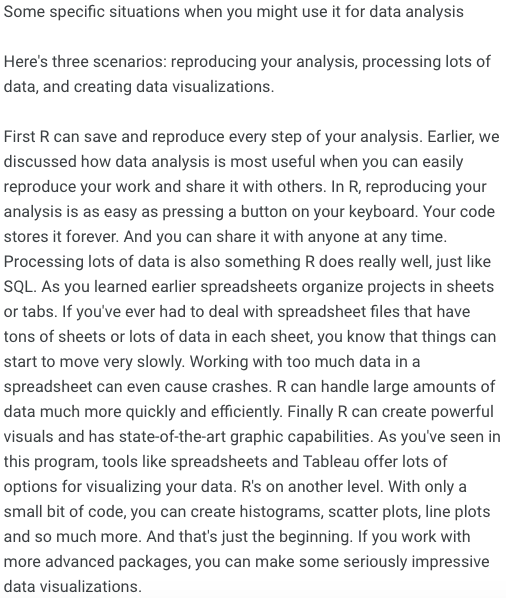 Some specific situations when you might use it for data analysis
Here's three scenarios: reproducing your analysis, processing lots of
data, and creating data visualizations.
First R can save and reproduce every step of your analysis. Earlier, we
discussed how data analysis is most useful when you can easily
reproduce your work and share it with others. In R, reproducing your
analysis is as easy as pressing a button on your keyboard. Your code
stores it forever. And you can share it with anyone at any time.
Processing lots of data is also something R does really well, just like
SQL. As you learned earlier spreadsheets organize projects in sheets
or tabs. If you've ever had to deal with spreadsheet files that have
tons of sheets or lots of data in each sheet, you know that things can
start to move very slowly. Working with too much data in a
spreadsheet can even cause crashes. R can handle large amounts of
data much more quickly and efficiently. Finally R can create powerful
visuals and has state-of-the-art graphic capabilities. As you've seen in
this program, tools like spreadsheets and Tableau offer lots of
options for visualizing your data. R's on another level. With only a
small bit of code, you can create histograms, scatter plots, line plots
and so much more. And that's just the beginning. If you work with
more advanced packages, you can make some seriously impressive
data visualizations.